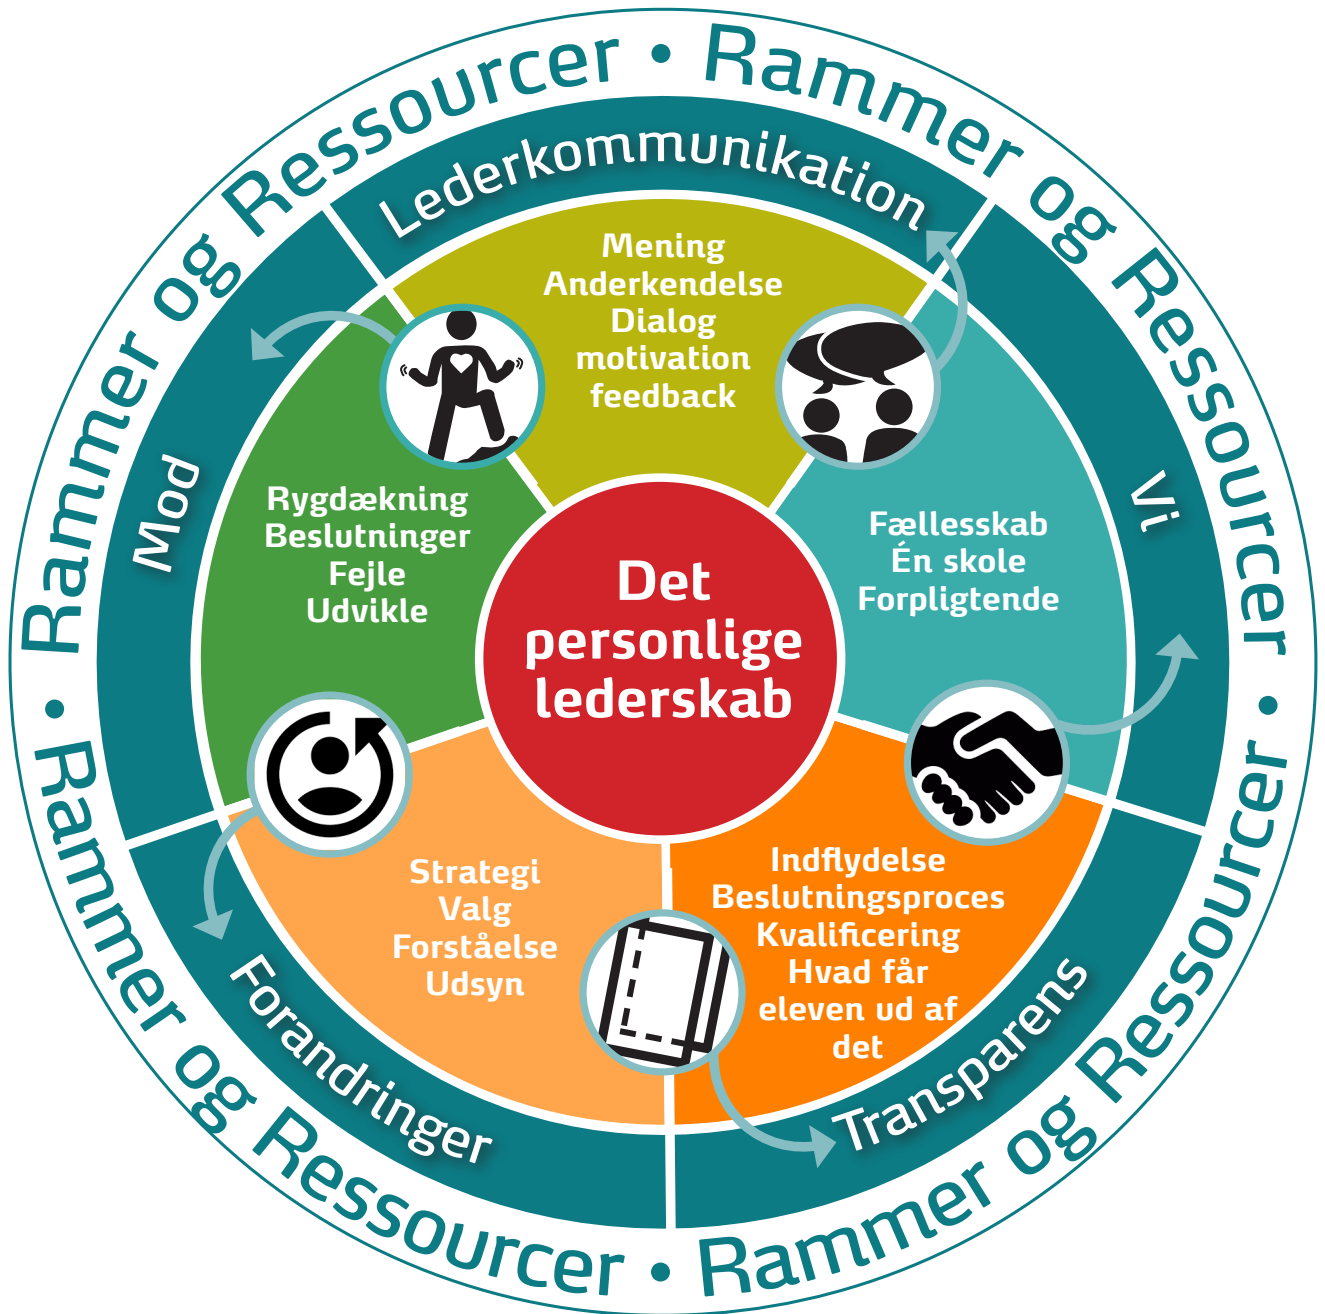 Rammer og Ressourcer • Rammer og Ressourcer • Rammer og Ressourcer • Rammer og Ressourcer •
Lederkommunikation
Mening
Anderkendelse
Dialog
motivation
feedback
Vi
Fællesskab
Én skole
Forpligtende
Transparens
Indflydelse
Beslutningsproces
Kvalificering
Hvad får
eleven ud af
det
Forandringer
Strategi
Valg
Forståelse
Udsyn
Mod
Rygdækning
Beslutninger
Fejle
Udvikle
Det
personlige
lederskab